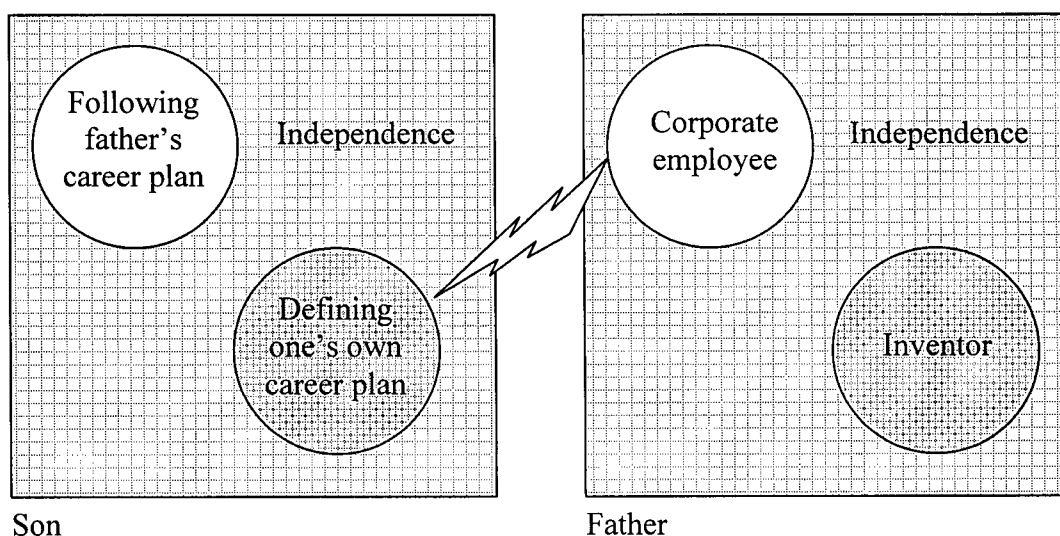 Following
father's
career plan
Independence
Defining
one's own
career plan
Son
Corporate
employee
Independence
Inventor
Father